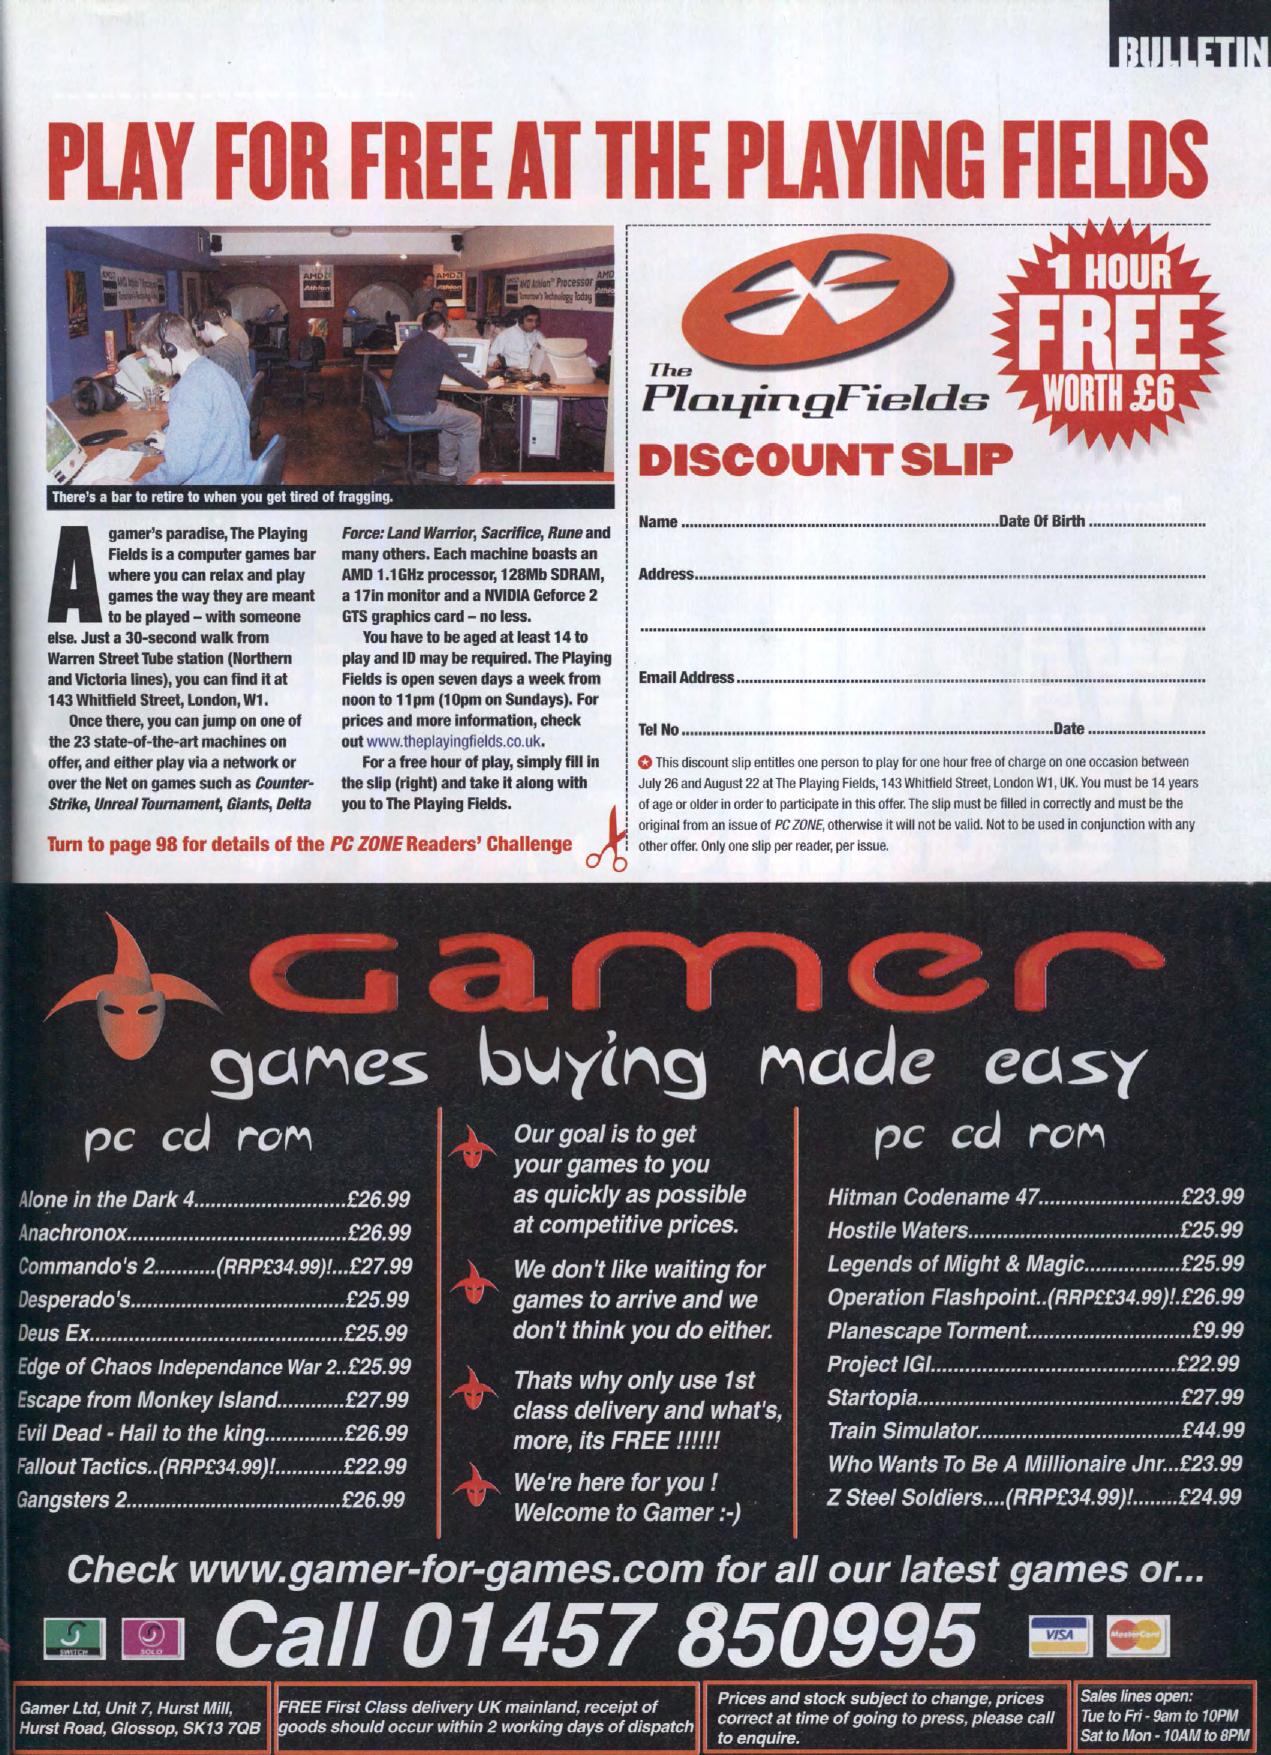 BULLETIN
PLAY FOR FREE AT THE PLAYING FIELDS
AMD Athlon™ Processor
Tomorrow's Technology Today
AMD
Athlon
AMD
Athlon
AMD Athlon™ Processor
Tomorrow's Technology Today
AMD
Athlon
There's a bar to retire to when you get tired of fragging.
A gamer's paradise, The Playing
Fields is a computer games bar
where you can relax and play
games the way they are meant
to be played – with someone
else. Just a 30-second walk from
Warren Street Tube station (Northern
and Victoria lines), you can find it at
143 Whitfield Street, London, W1.
Once there, you can jump on one of
the 23 state-of-the-art machines on
offer, and either play via a network or
over the Net on games such as Counter-
Strike, Unreal Tournament, Giants, Delta
Force: Land Warrior, Sacrifice, Rune and
many others. Each machine boasts an
AMD 1.1GHz processor, 128Mb SDRAM,
a 17in monitor and a NVIDIA Geforce 2
GTS graphics card – no less.
You have to be aged at least 14 to
play and ID may be required. The Playing
Fields is open seven days a week from
noon to 11pm (10pm on Sundays). For
prices and more information, check
out www.theplayingfields.co.uk.
For a free hour of play, simply fill in
the slip (right) and take it along with
you to The Playing Fields.
Turn to page 98 for details of the PC ZONE Readers' Challenge
The
PlayingFields
1 HOUR
FREE
WORTH £6
DISCOUNT SLIP
Name ........ Date Of Birth ........
Address........
Email Address ........
Tel No ........ Date ........
This discount slip entitles one person to play for one hour free of charge on one occasion between
July 26 and August 22 at The Playing Fields, 143 Whitfield Street, London W1, UK. You must be 14 years
of age or older in order to participate in this offer. The slip must be filled in correctly and must be the
original from an issue of PC ZONE, otherwise it will not be valid. Not to be used in conjunction with any
other offer. Only one slip per reader, per issue.
Gamer
games buying made easy
pc cd rom
Alone in the Dark 4........£26.99
Anachronox........£26.99
Commando's 2........(RRP£34.99)!...£27.99
Desperado's........£25.99
Deus Ex........£25.99
Edge of Chaos Independance War 2..£25.99
Escape from Monkey Island........£27.99
Evil Dead - Hail to the king........£26.99
Fallout Tactics..(RRP£34.99)!........£22.99
Gangsters 2........£26.99
Our goal is to get
your games to you
as quickly as possible
at competitive prices.
We don't like waiting for
games to arrive and we
don't think you do either.
Thats why only use 1st
class delivery and what's,
more, its FREE !!!!!!
We're here for you !
Welcome to Gamer :-)
pc cd rom
Hitman Codename 47........£23.99
Hostile Waters........£25.99
Legends of Might & Magic........£25.99
Operation Flashpoint..(RRP££34.99)!.£26.99
Planescape Torment........£9.99
Project IGI........£22.99
Startopia........£27.99
Train Simulator........£44.99
Who Wants To Be A Millionaire Jnr...£23.99
Z Steel Soldiers....(RRP£34.99)!........£24.99
Check www.gamer-for-games.com for all our latest games or...
SWITCH
SOLO
Call 01457 850995
VISA
MasterCard
Gamer Ltd, Unit 7, Hurst Mill,
Hurst Road, Glossop, SK13 7QB
FREE First Class delivery UK mainland, receipt of
goods should occur within 2 working days of dispatch
Prices and stock subject to change, prices
correct at time of going to press, please call
to enquire.
Sales lines open:
Tue to Fri - 9am to 10PM
Sat to Mon - 10AM to 8PM